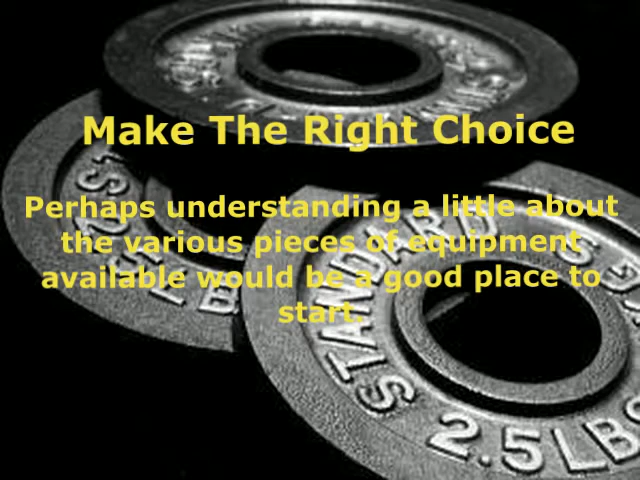 Make The Right Choice
Perhaps understanding a little about
the various pieces of equipment
available would be a good place to
start.
STANDARD
2.5LBS